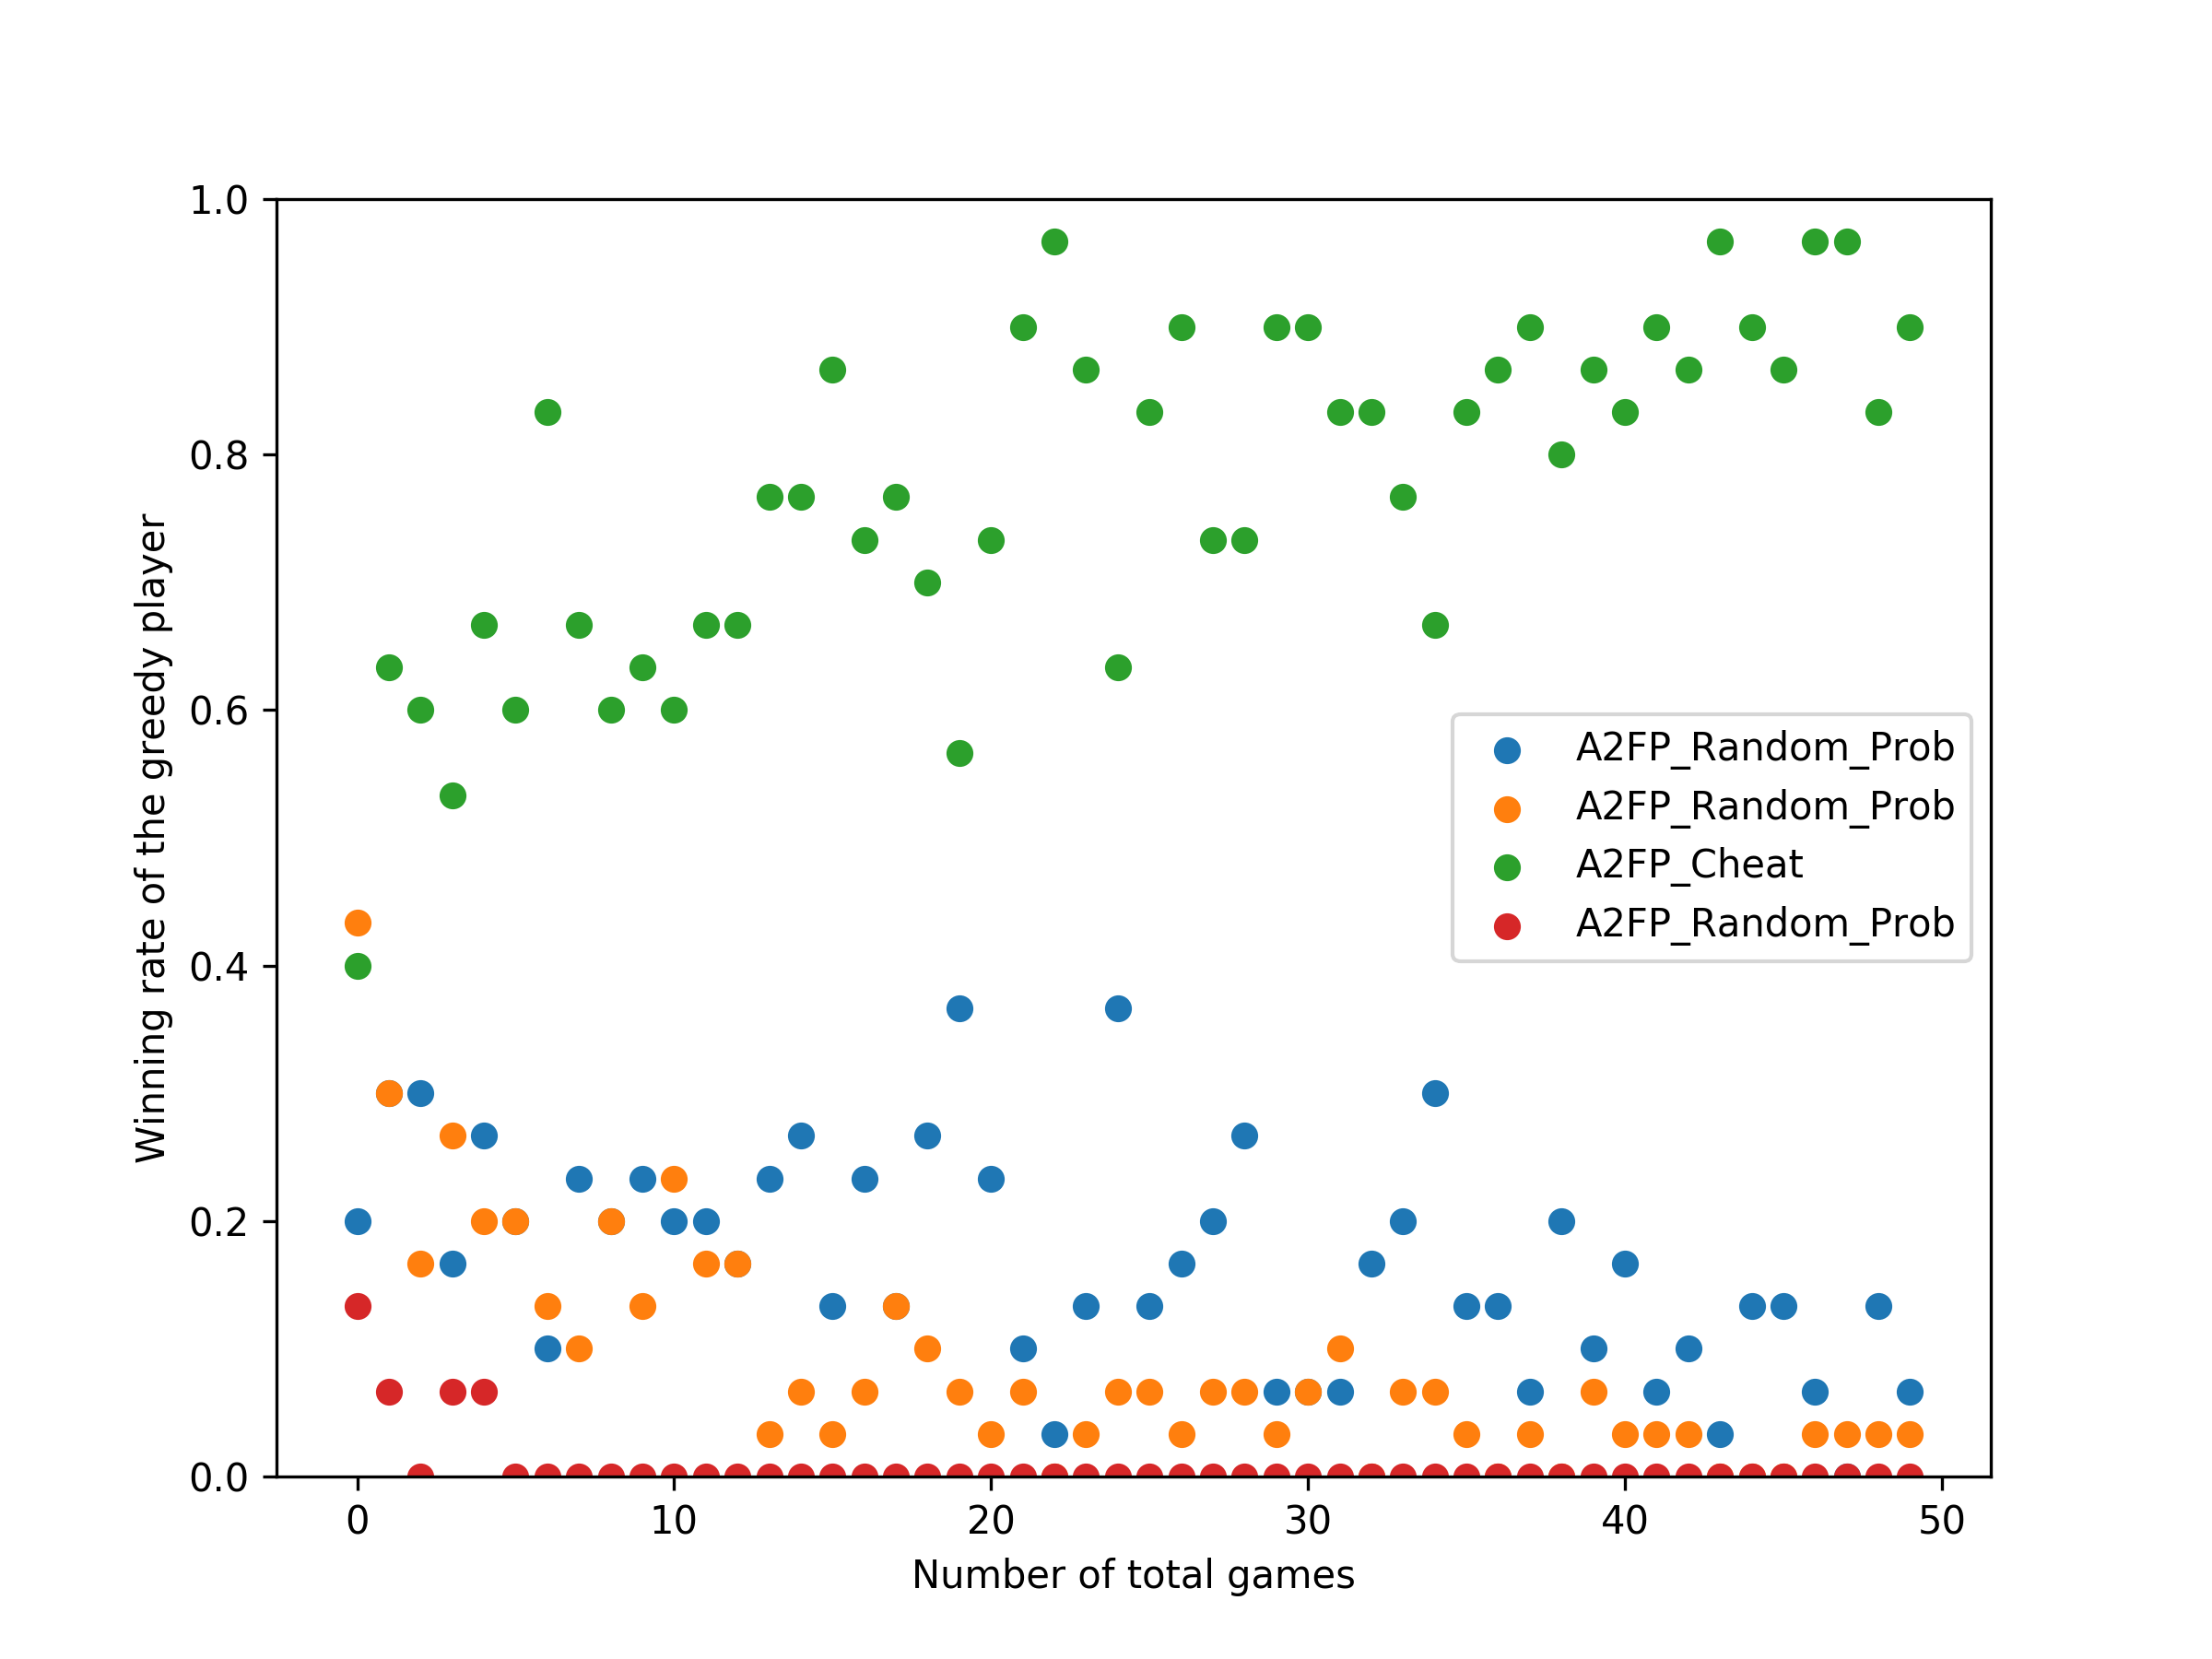 1.0
0.8
0.6
0.4
0.2
0.0
Winning rate of the greedy player
A2FP_Random_Prob
A2FP_Random_Prob
A2FP_Cheat
A2FP_Random_Prob
0 10 20 30 40 50
Number of total games